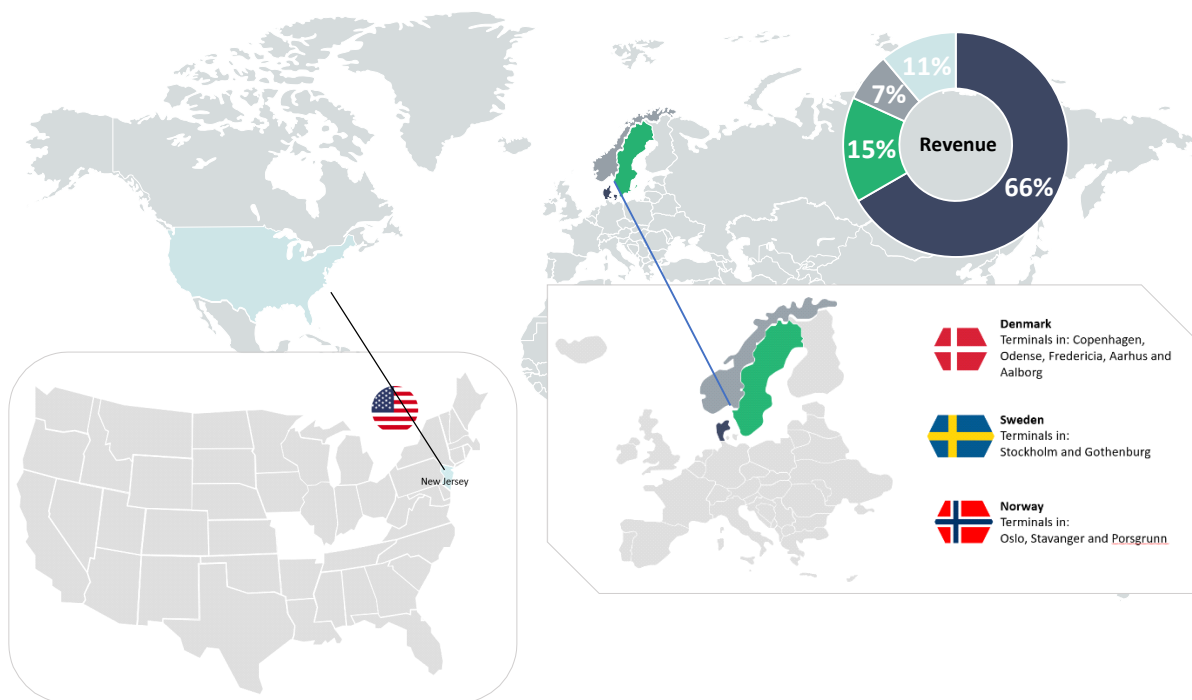 11%
7%
15%
Revenue
66%
Denmark
Terminals in: Copenhagen,
Odense, Fredericia, Aarhus and
Aalborg
Sweden
Terminals in:
Stockholm and Gothenburg
Norway
Terminals in:
Oslo, Stavanger and Porsgrunn
New Jersey